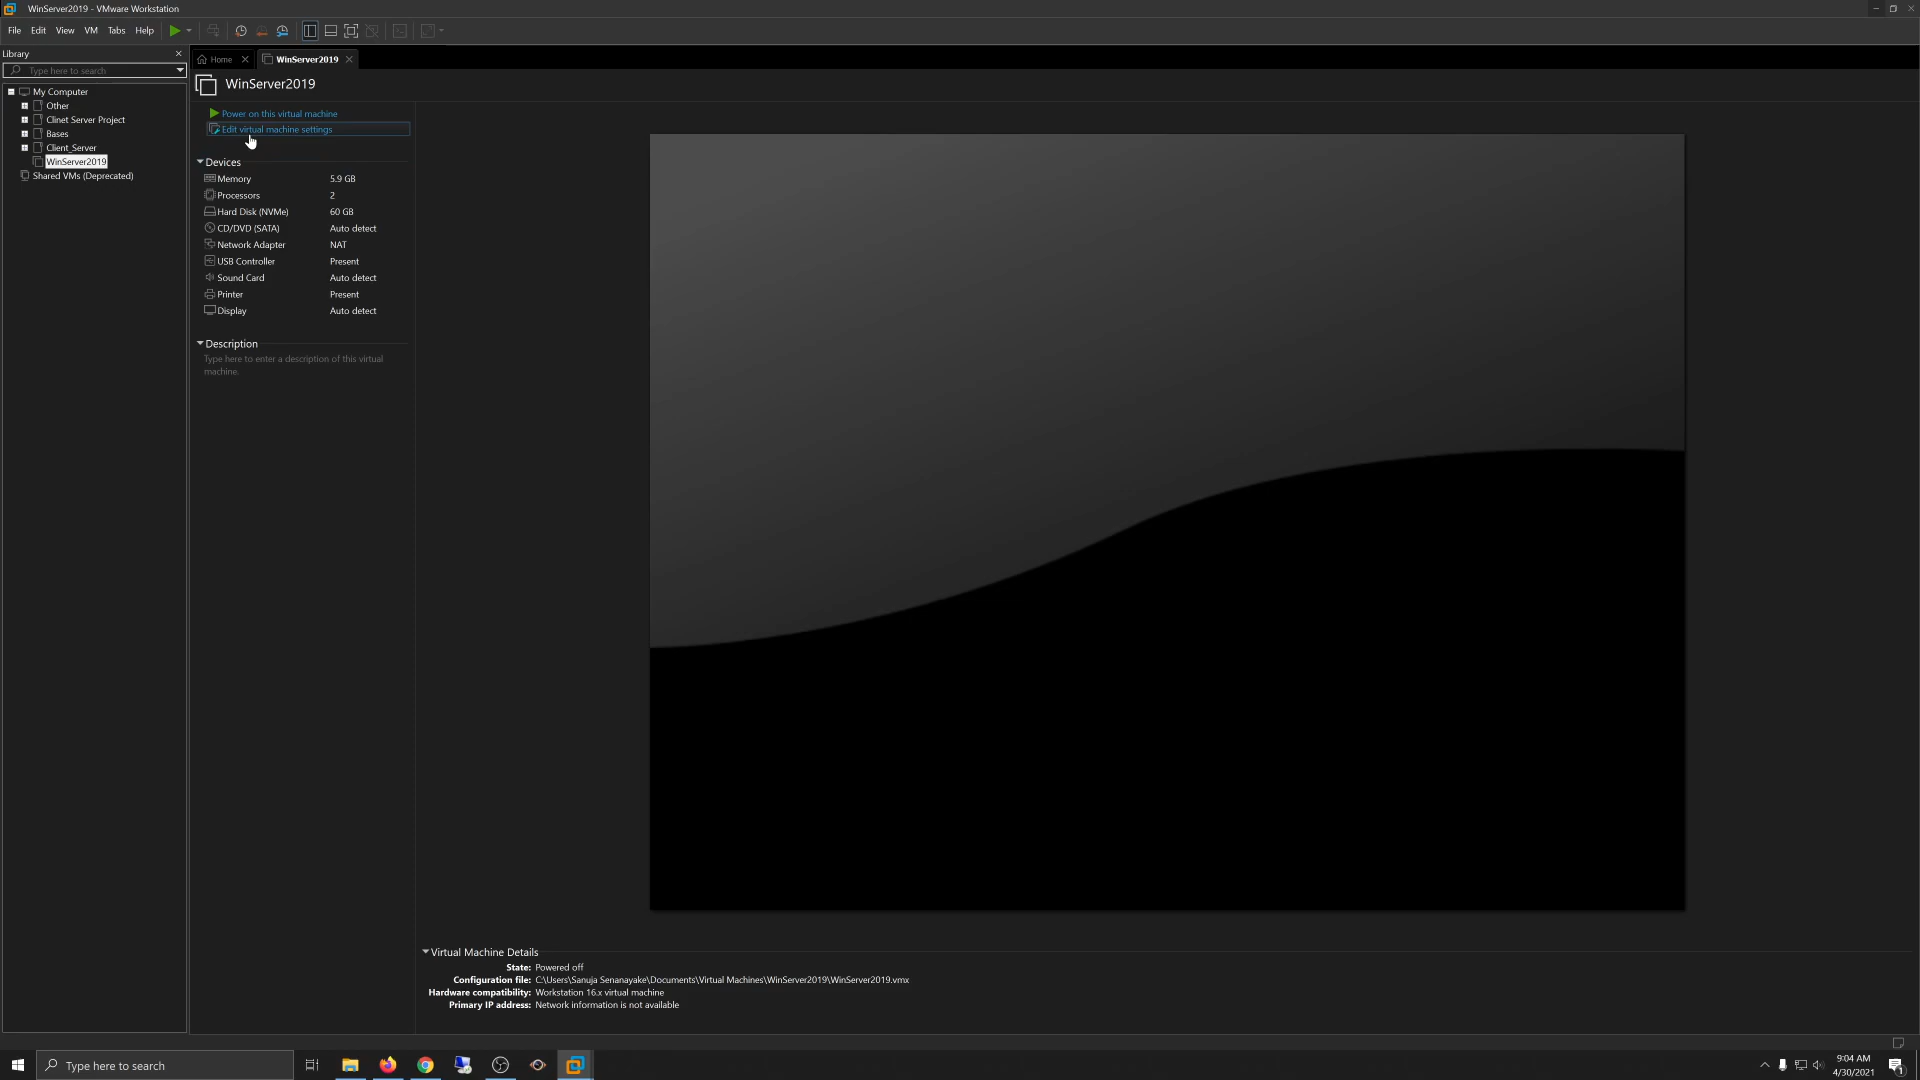 WinServer2019 - VMware Workstation
File Edit View VM Tabs Help
Library
Type here to search
My Computer
Other
Clinet Server Project
Bases
Client_Server
WinServer2019
Shared VMs (Deprecated)
Home WinServer2019
WinServer2019
Power on this virtual machine
Edit virtual machine settings
Devices
Memory 5.9 GB
Processors 2
Hard Disk (NVMe) 60 GB
CD/DVD (SATA) Auto detect
Network Adapter NAT
USB Controller Present
Sound Card Auto detect
Printer Present
Display Auto detect
Description
Type here to enter a description of this virtual
machine.
Virtual Machine Details
State: Powered off
Configuration file: C:\Users\Sanuja Senanayake\Documents\Virtual Machines\WinServer2019\WinServer2019.vmx
Hardware compatibility: Workstation 16.x virtual machine
Primary IP address: Network information is not available
Type here to search
9:04 AM
4/30/2021
1